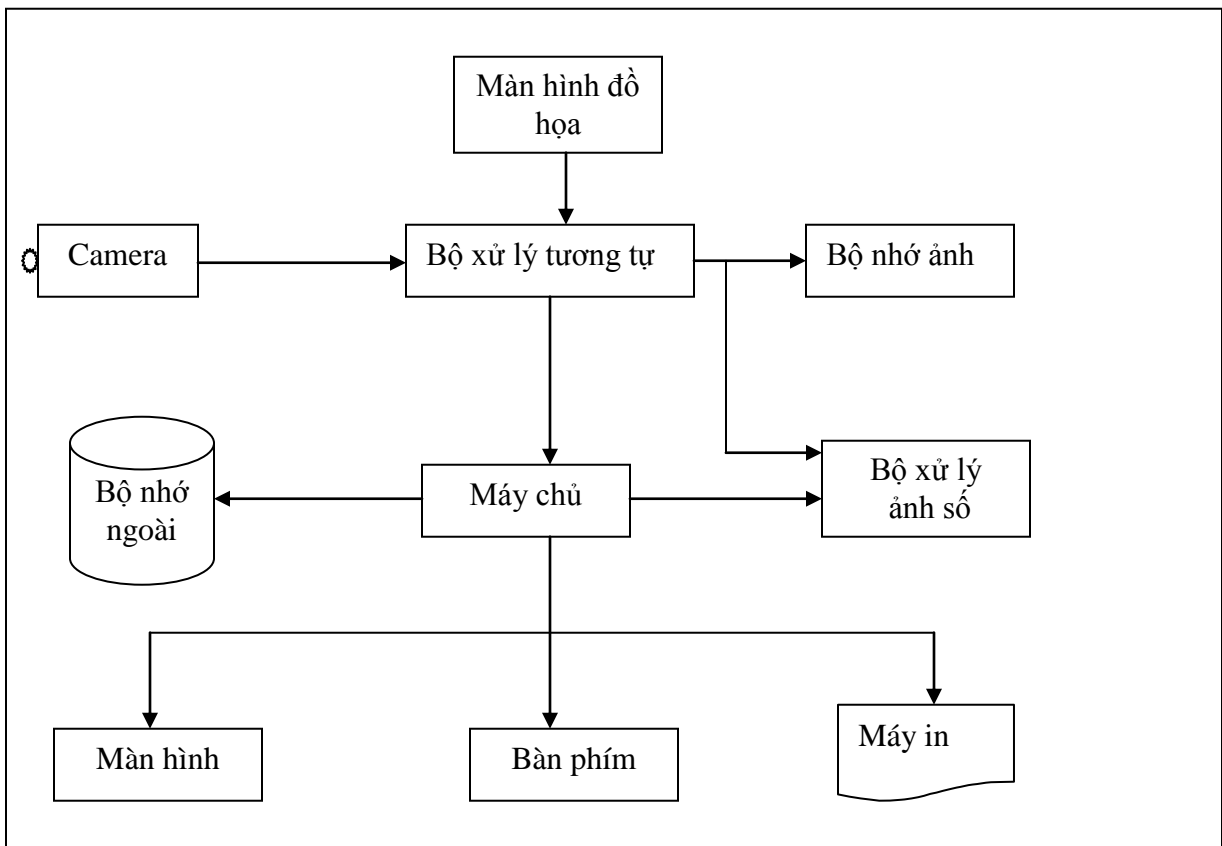 Màn hình đồ
họa
Camera
Bộ xử lý tương tự
Bộ nhớ ảnh
Bộ nhớ
ngoài
Máy chủ
Bộ xử lý
ảnh số
Màn hình
Bàn phím
Máy in